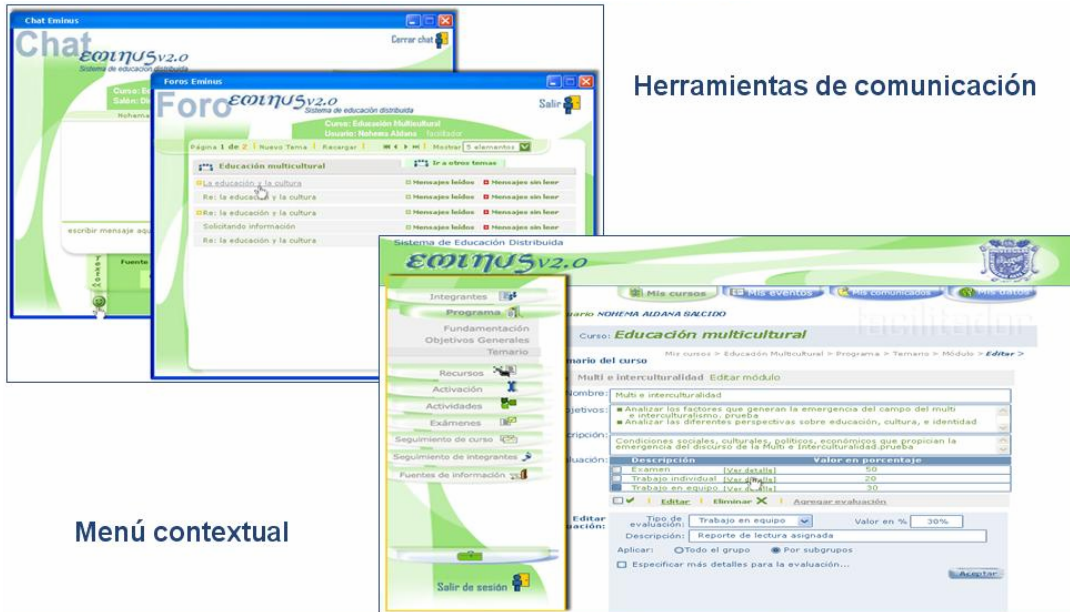 Chat Eminus
Chat
eminus v2.0
Sistema de educación distribuida
Cerrar chat
Curso: Ed
Salón: Di
Nohema
escribir mensaje aqu
Fuente
Foros Eminus
Foro
eminus v2.0
Sistema de educación distribuida
Salir
Curso: Educación Multicultural
Usuario: Nohema Aldana facilitador
Página 1 de 2 | Nuevo Tema | Recargar | Mostrar 5 elementos
Educación multicultural Ir a otros temas
La educación y la cultura Mensajes leídos Mensajes sin leer
Re: la educación y la cultura Mensajes leídos Mensajes sin leer
Re: la educación y la cultura Mensajes leídos Mensajes sin leer
Solicitando información Mensajes leídos Mensajes sin leer
Re: la educación y la cultura
Herramientas de comunicación
Sistema de Educación Distribuida
eminus v2.0
Integrantes
Programa
Fundamentación
Objetivos Generales
Temario
Recursos
Activación
Actividades
Exámenes
Seguimiento de curso
Seguimiento de integrantes
Fuentes de información
Salir de sesión
Mis cursos Mis eventos Mis comunicados Mis datos
uario NOHEMA ALDANA SALCIDO
facilitador
Curso: Educación multicultural
Mis cursos > Educación Multicultural > Programa > Temario > Módulo > Editar >
mario del curso
Multi e interculturalidad Editar módulo
Nombre: Multi e interculturalidad
bjetivos: Analizar los factores que generan la emergencia del campo del multi
e interculturalismo. prueba
Analizar las diferentes perspectivas sobre educación, cultura, e identidad
cripción: Condiciones sociales, culturales, políticos, económicos que propician la
emergencia del discurso de la Multi e Interculturalidad.prueba
luación: Descripción Valor en porcentaje
Examen [Ver detalle] 50
Trabajo individual [Ver detalle] 20
Trabajo en equipo [Ver detalle] 30
Editar | Eliminar | Agregar evaluación
Editar
uación:
Tipo de
evaluación: Trabajo en equipo Valor en % 30%
Descripción: Reporte de lectura asignada
Aplicar: Todo el grupo Por subgrupos
Especificar más detalles para la evaluación...
Aceptar
Menú contextual